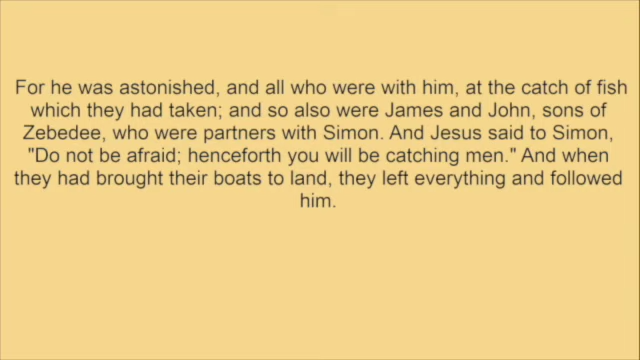 For he was astonished, and all who were with him, at the catch of fish
which they had taken; and so also were James and John, sons of
Zebedee, who were partners with Simon. And Jesus said to Simon,
"Do not be afraid; henceforth you will be catching men." And when
they had brought their boats to land, they left everything and followed
him.